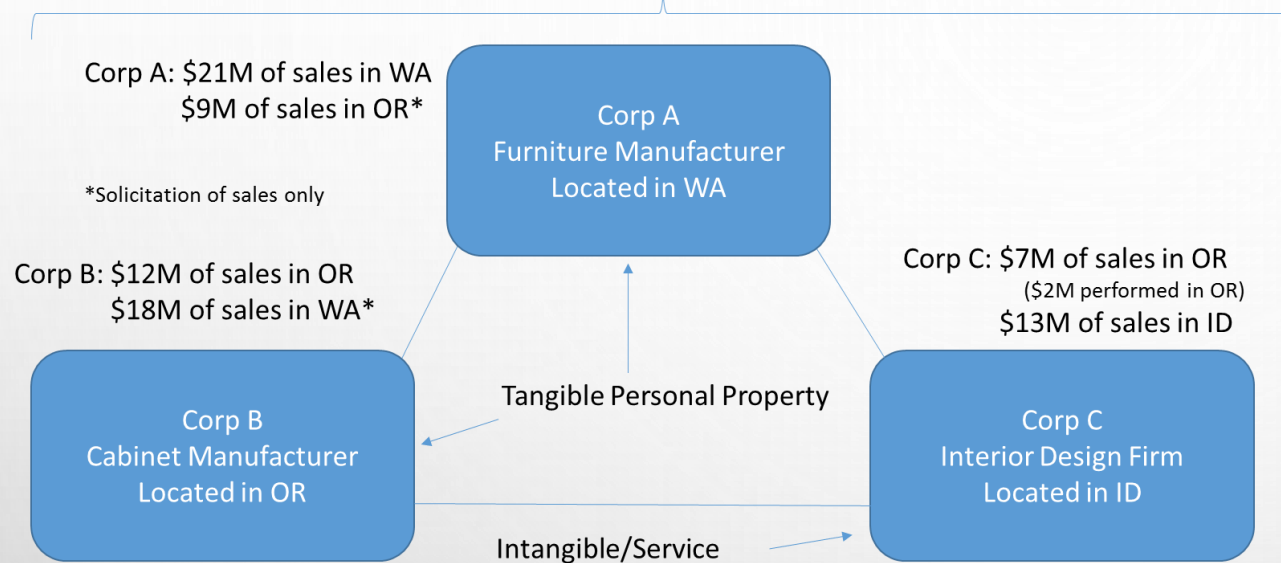 Corp A: $21M of sales in WA
$9M of sales in OR*
*Solicitation of sales only
Corp A
Furniture Manufacturer
Located in WA
Corp B: $12M of sales in OR
$18M of sales in WA*
Corp C: $7M of sales in OR
($2M performed in OR)
$13M of sales in ID
Tangible Personal Property
Corp B
Cabinet Manufacturer
Located in OR
Corp C
Interior Design Firm
Located in ID
Intangible/Service